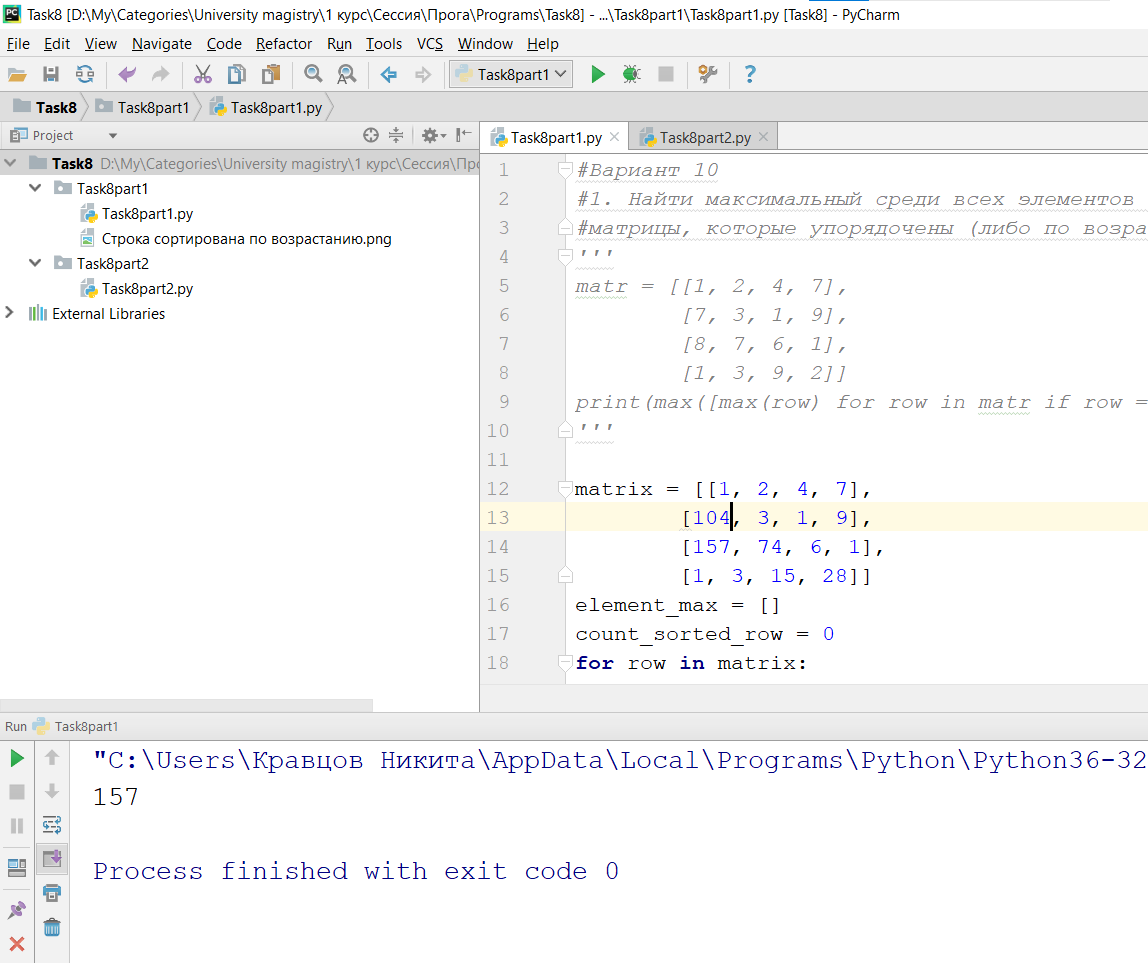 Task8 [D:\My\Categories\University magistry\1 курс\Сессия\Прога\Programs\Task8] - ...\Task8part1\Task8part1.py [Task8] - PyCharm
File Edit View Navigate Code Refactor Run Tools VCS Window Help
Task8part1
Task8 Task8part1 Task8part1.py
Project
Task8 D:\My\Categories\University magistry\1 курс\Сессия\Про
Task8part1
Task8part1.py
Строка сортирована по возрастанию.png
Task8part2
Task8part2.py
External Libraries
Task8part1.py Task8part2.py
1 #Вариант 10
2 #1. Найти максимальный среди всех элементов
3 #матрицы, которые упорядочены (либо по возра
4 '''
5 matr = [[1, 2, 4, 7],
6 [7, 3, 1, 9],
7 [8, 7, 6, 1],
8 [1, 3, 9, 2]]
9 print(max([max(row) for row in matr if row =
10 '''
11
12 matrix = [[1, 2, 4, 7],
13 [104, 3, 1, 9],
14 [157, 74, 6, 1],
15 [1, 3, 15, 28]]
16 element_max = []
17 count_sorted_row = 0
18 for row in matrix:
Run Task8part1
"C:\Users\Кравцов Никита\AppData\Local\Programs\Python\Python36-32
157
Process finished with exit code 0